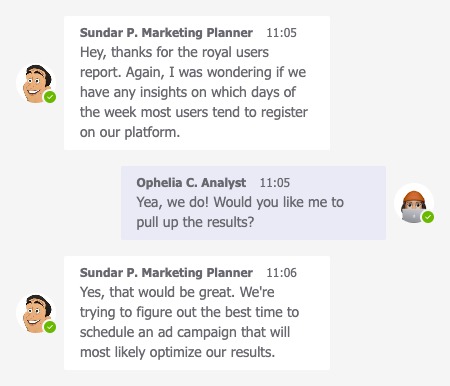 Sundar P. Marketing Planner 11:05
Hey, thanks for the royal users
report. Again, I was wondering if we
have any insights on which days of
the week most users tend to register
on our platform.
Ophelia C. Analyst 11:05
Yea, we do! Would you like me to
pull up the results?
Sundar P. Marketing Planner 11:06
Yes, that would be great. We're
trying to figure out the best time to
schedule an ad campaign that will
most likely optimize our results.